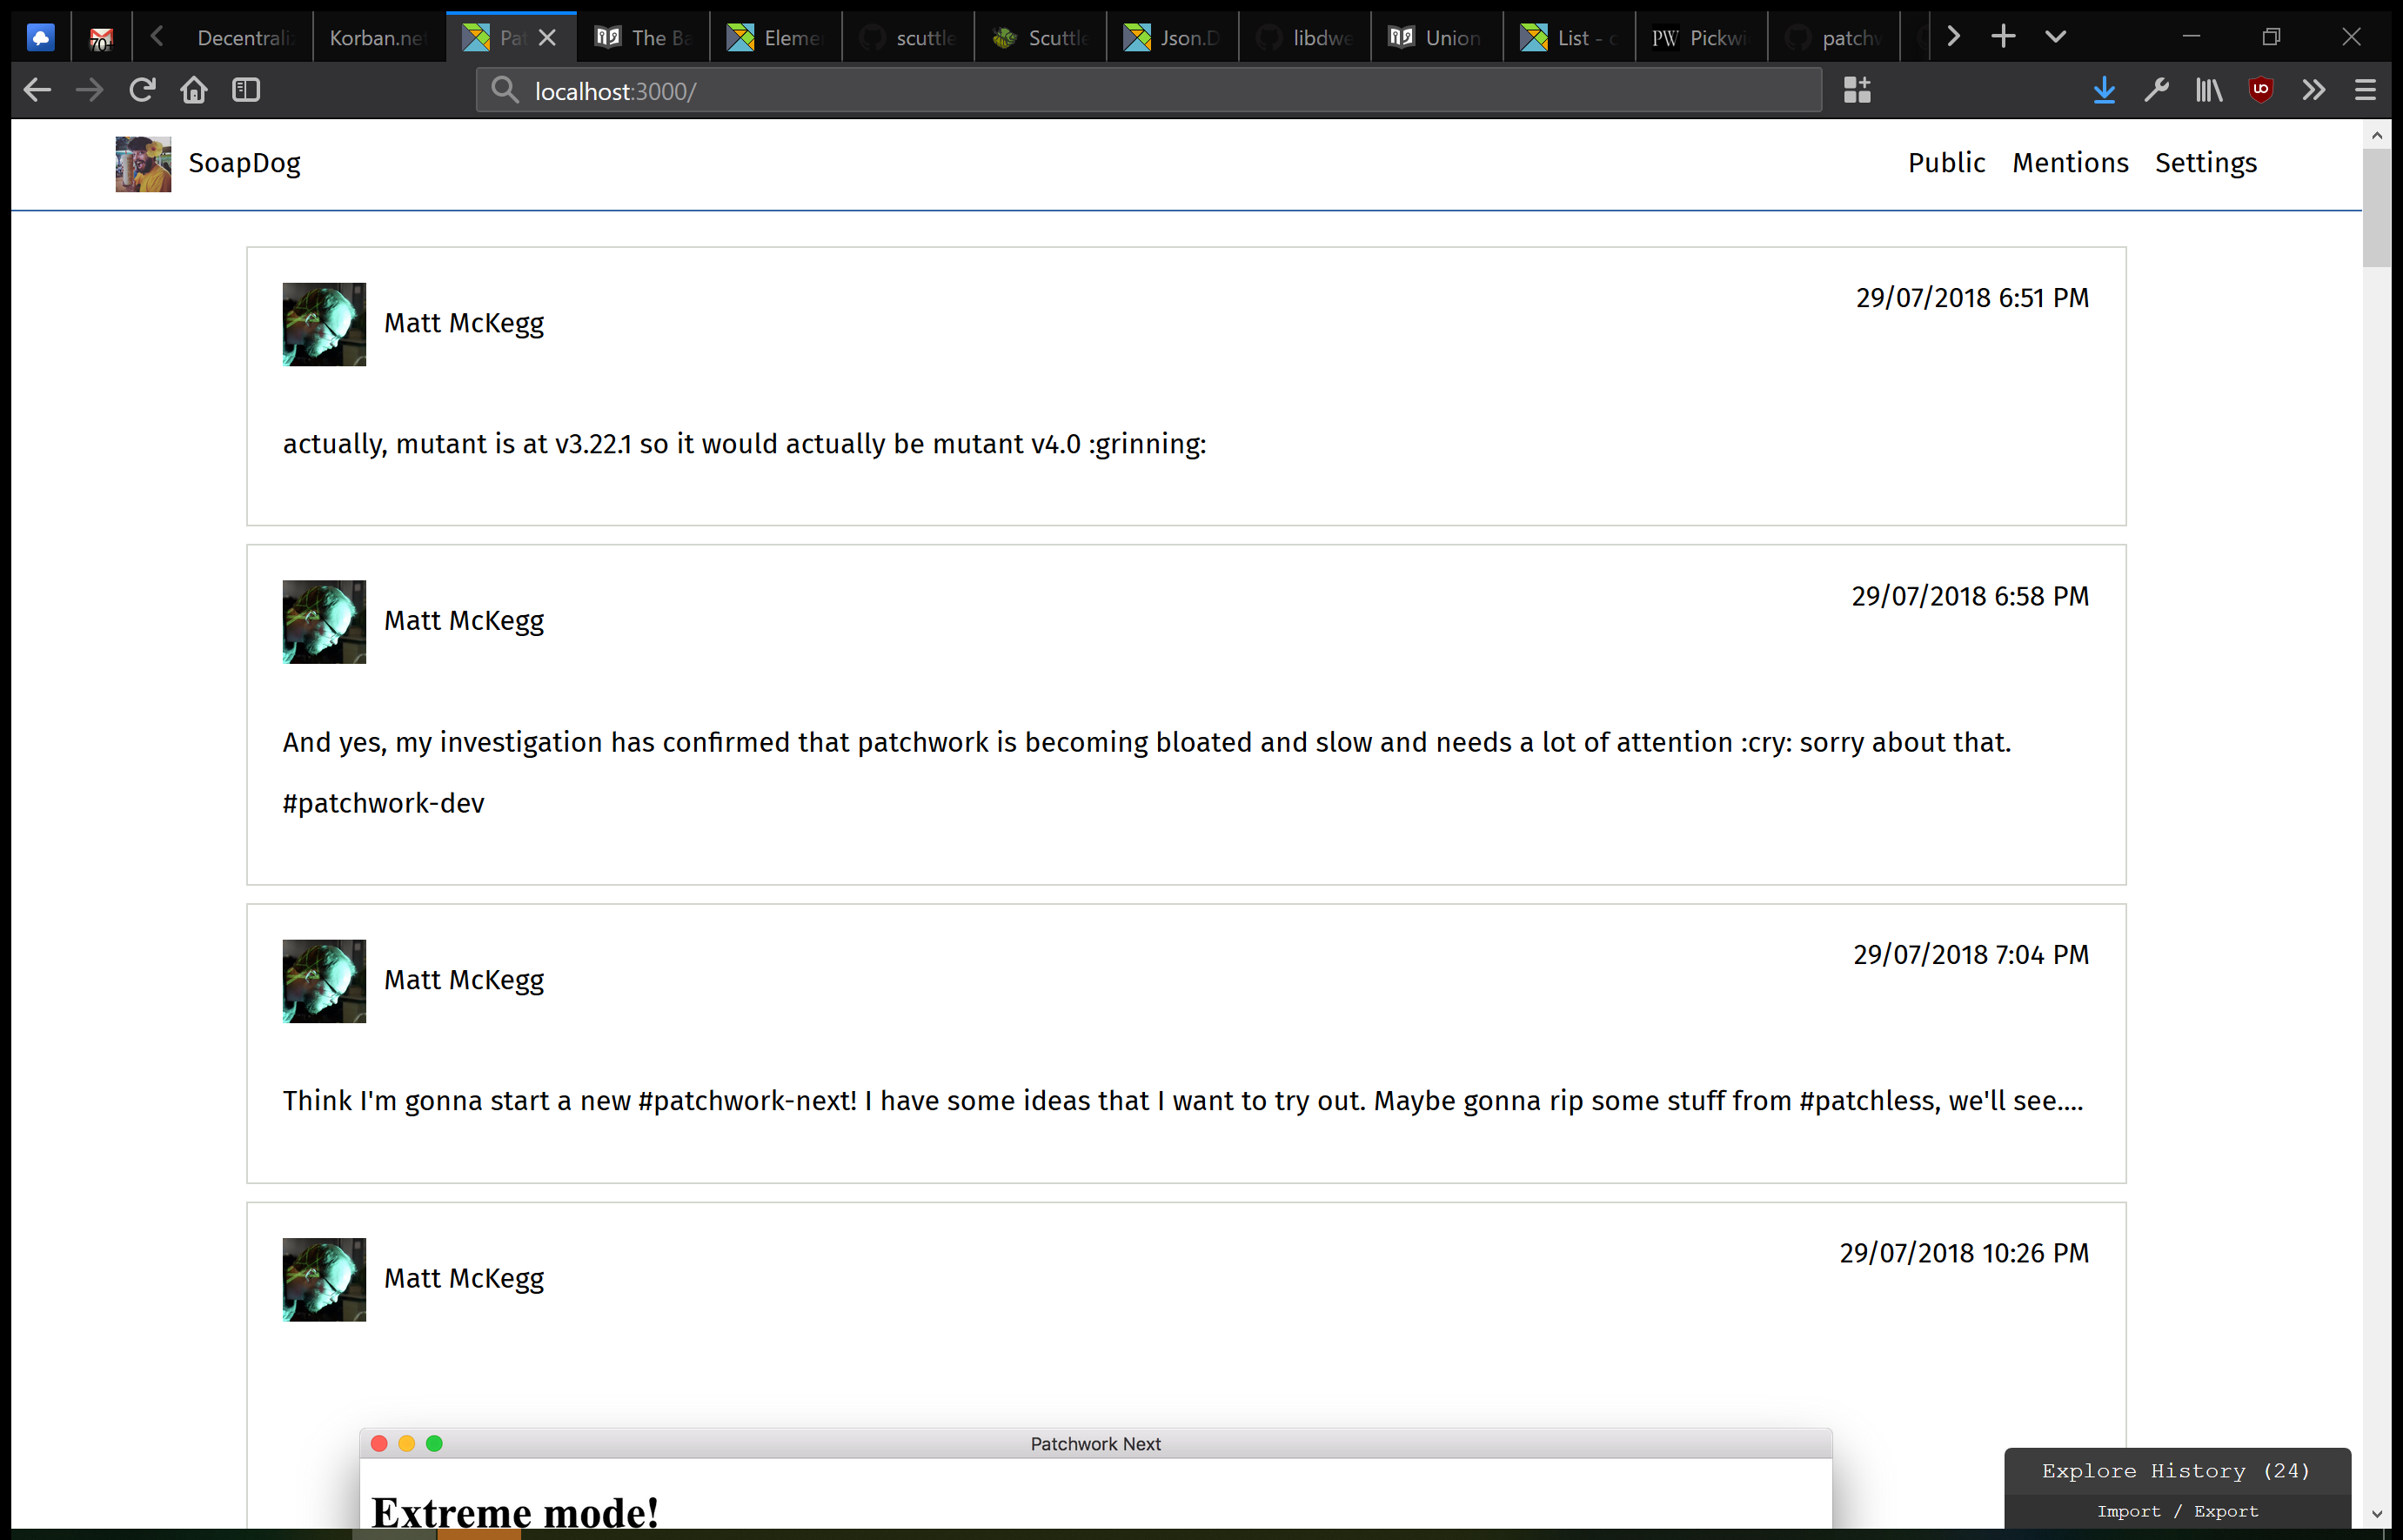 70+
Decentrali
Korban.ne
Pat
The Ba
Eleme
scuttle
Scuttle
Json.D
libdwe
Union
List - c
PW Pickwi
patchw
localhost:3000/
SoapDog
Public Mentions Settings
Matt McKegg
29/07/2018 6:51 PM
actually, mutant is at v3.22.1 so it would actually be mutant v4.0 :grinning:
Matt McKegg
29/07/2018 6:58 PM
And yes, my investigation has confirmed that patchwork is becoming bloated and slow and needs a lot of attention :cry: sorry about that.
#patchwork-dev
Matt McKegg
29/07/2018 7:04 PM
Think I'm gonna start a new #patchwork-next! I have some ideas that I want to try out. Maybe gonna rip some stuff from #patchless, we'll see....
Matt McKegg
29/07/2018 10:26 PM
Patchwork Next
Extreme mode!
Explore History (24)
Import / Export